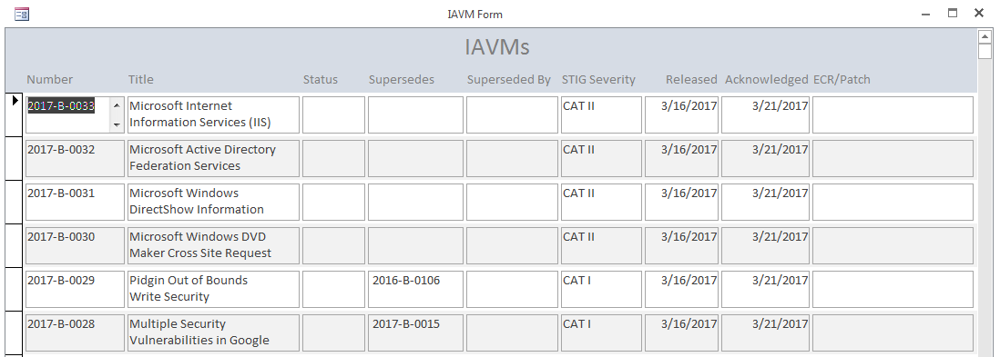 IAVM Form
IAVMs
Number Title Status Supersedes Superseded By STIG Severity Released Acknowledged ECR/Patch
2017-B-0033 Microsoft Internet CAT II 3/16/2017 3/21/2017
Information Services (IIS)
2017-B-0032 Microsoft Active Directory CAT II 3/16/2017 3/21/2017
Federation Services
2017-B-0031 Microsoft Windows CAT II 3/16/2017 3/21/2017
DirectShow Information
2017-B-0030 Microsoft Windows DVD CAT II 3/16/2017 3/21/2017
Maker Cross Site Request
2017-B-0029 Pidgin Out of Bounds 2016-B-0106 CAT I 3/16/2017 3/21/2017
Write Security
2017-B-0028 Multiple Security 2017-B-0015 CAT I 3/16/2017 3/21/2017
Vulnerabilities in Google